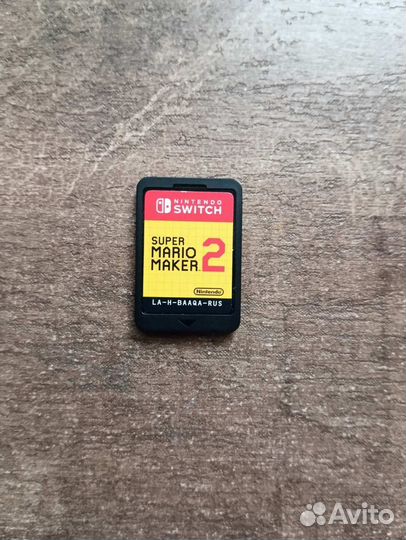 NINTENDO
SWITCH
SUPER
MARIO
MAKER 2
Nintendo
LA-H-BAAQA-RUS
Avito